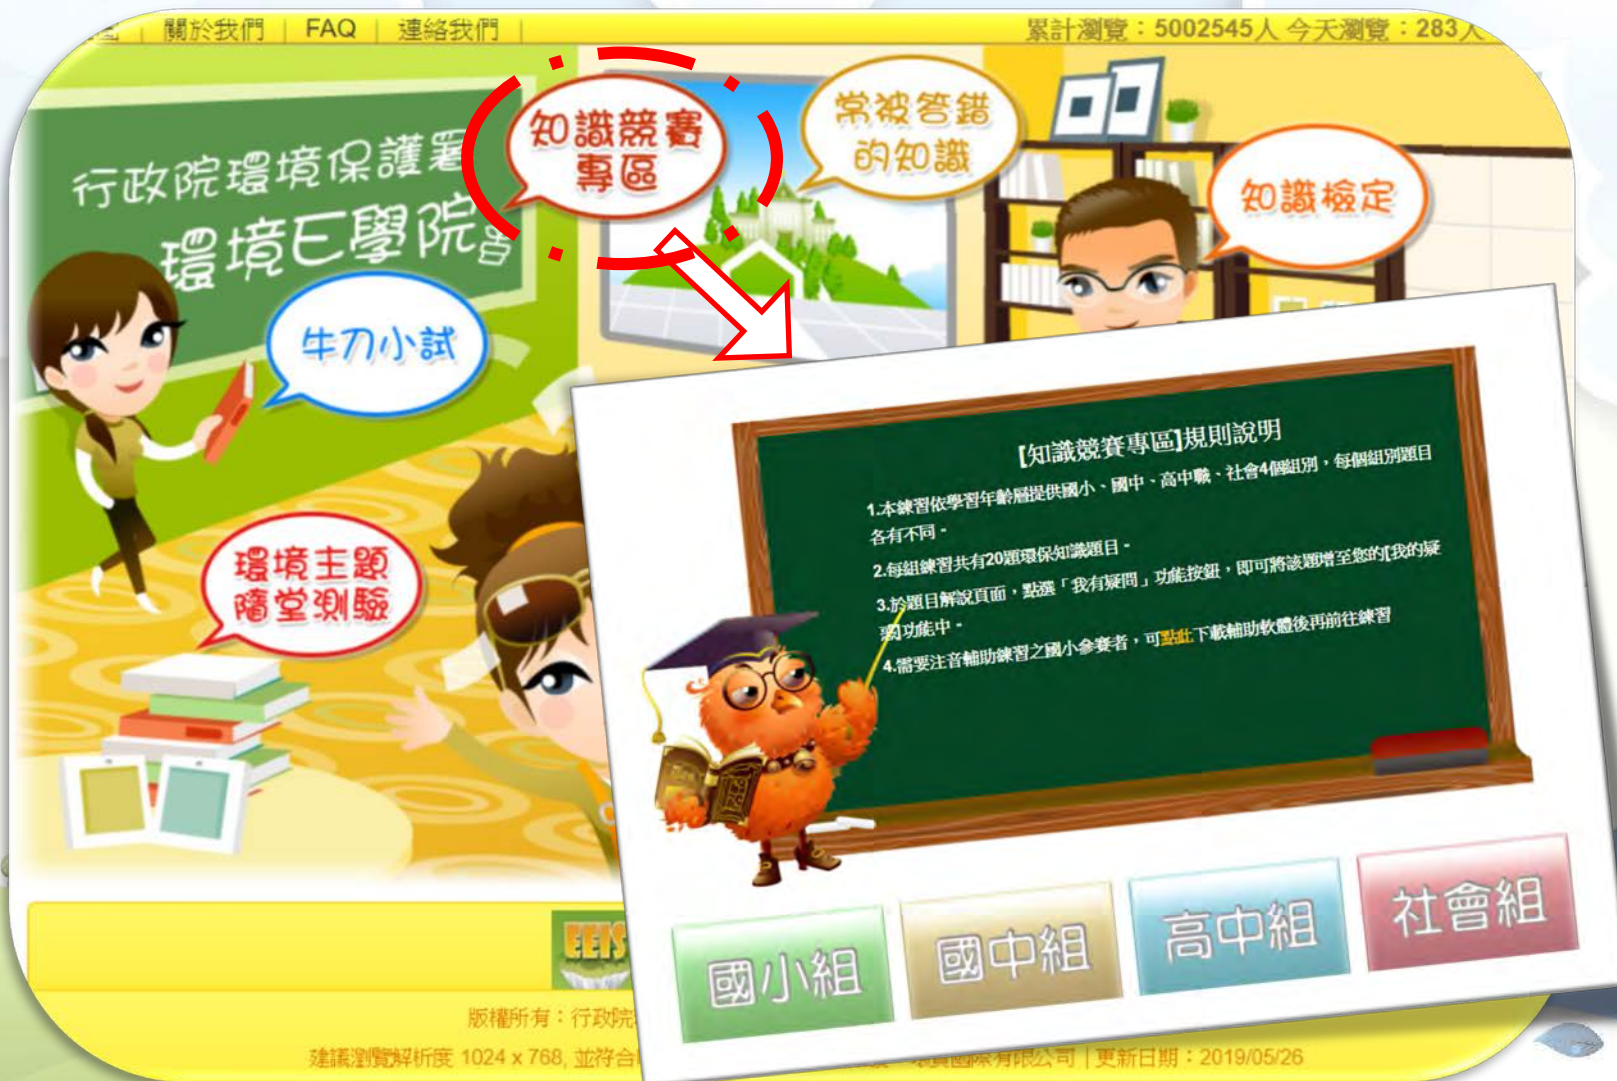 關於我們 | FAQ | 連絡我們 |
累計瀏覽：5002545人 今天瀏覽：283人
行政院環境保護署
環境E學院
知識競賽
專區
常被答錯
的知識
知識檢定
牛刀小試
環境主題
隨堂測驗
[知識競賽專區]規則說明
1.本練習依學習年齡層提供國小、國中、高中職、社會4個組別，每個組別題目
各有不同。
2.每組練習共有20題環保知識題目。
3.於題目解說頁面，點選「我有疑問」功能按鈕，即可將該題增至您的[我的疑
問]功能中。
4.需要注音輔助練習之國小參賽者，可點此下載輔助軟體後再前往練習
國小組
國中組
高中組
社會組
EEIS
版權所有：行政院
建議瀏覽解析度 1024 x 768, 並符合
國際有限公司 | 更新日期：2019/05/26